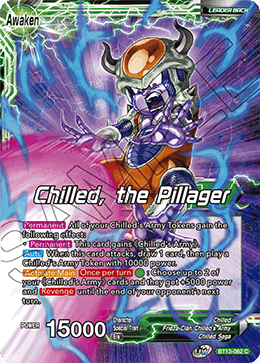 Awaken
LEADER BACK
Chilled, the Pillager
Permanent All of your Chilled's Army Tokens gain the
following effect:
• Permanent This card gains 《Chilled's Army》.
Auto When this card attacks, draw 1 card, then play a
Chilled's Army Token with 10000 power.
Activate:Main Once per turn : Choose up to 2 of
your 《Chilled's Army》 cards and they get +5000 power
and Revenge until the end of your opponent's next
turn.
POWER 15000
Character Chilled
Special Trait Frieza Clan, Chilled's Army
Era Chilled Saga
BT13-062 C